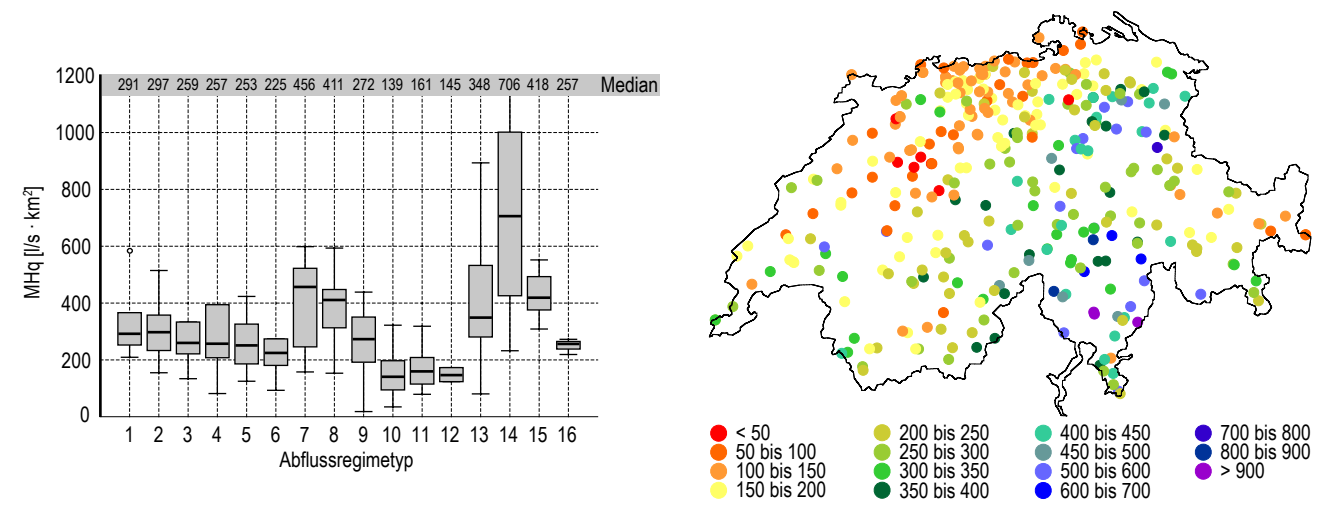 1200 291 297 259 257 253 225 456 411 272 139 161 145 348 706 418 257 Median
1000
800
600
400
200
0
MHq [l/s · km²]
1 2 3 4 5 6 7 8 9 10 11 12 13 14 15 16
Abflussregimetyp
< 50
50 bis 100
100 bis 150
150 bis 200
200 bis 250
250 bis 300
300 bis 350
350 bis 400
400 bis 450
450 bis 500
500 bis 600
600 bis 700
700 bis 800
800 bis 900
> 900